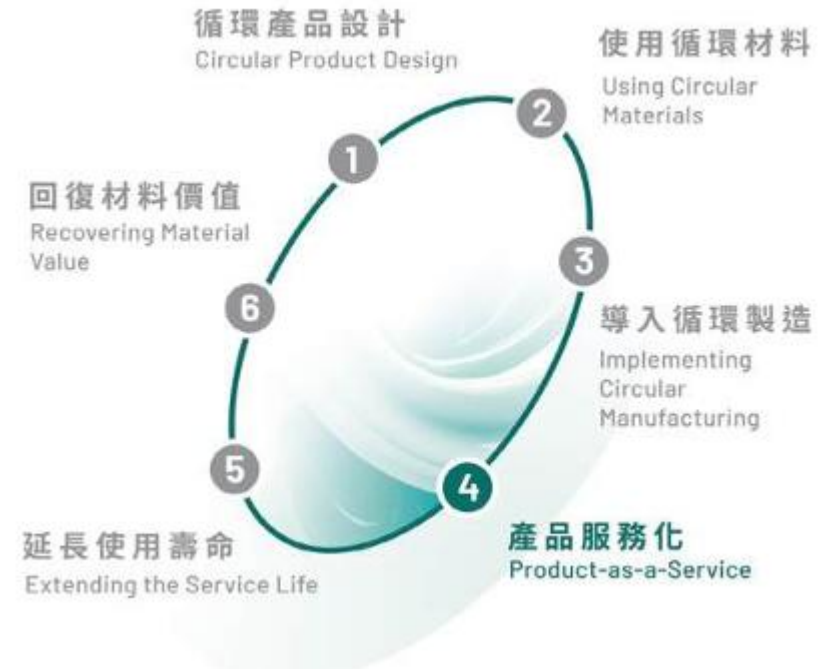 循環產品設計
Circular Product Design
1
使用循環材料
Using Circular
Materials
2
3
導入循環製造
Implementing
Circular
Manufacturing
4
產品服務化
Product-as-a-Service
5
延長使用壽命
Extending the Service Life
6
回復材料價值
Recovering Material
Value